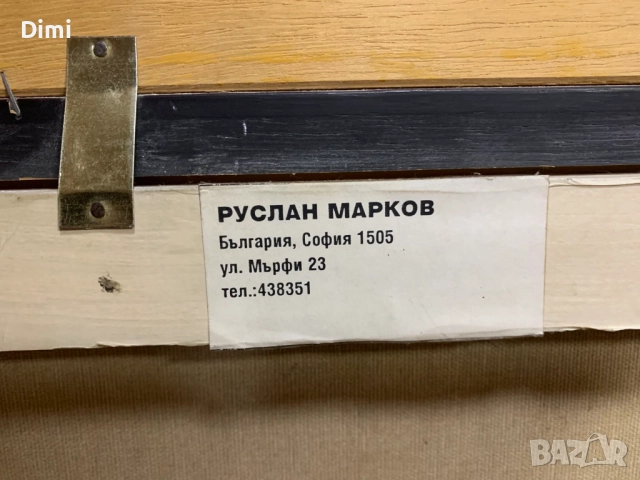 Dimi
РУСЛАН МАРКОВ
България, София 1505
ул. Мърфи 23
тел.:438351
BAZAR